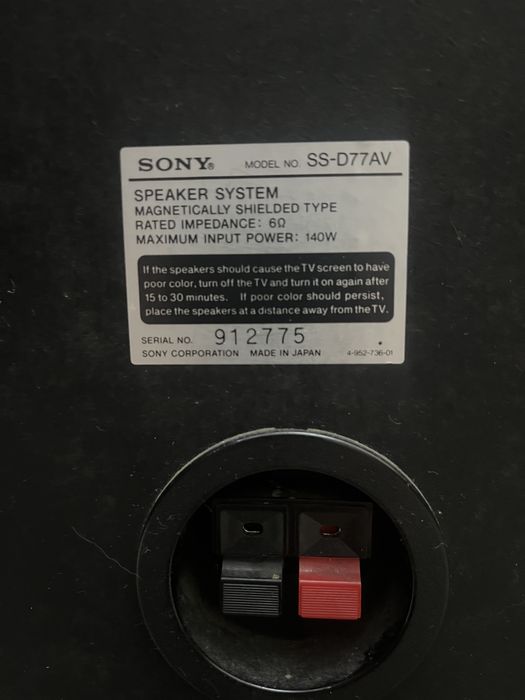 SONY® MODEL NO. SS-D77AV
SPEAKER SYSTEM
MAGNETICALLY SHIELDED TYPE
RATED IMPEDANCE: 6Ω
MAXIMUM INPUT POWER: 140W
If the speakers should cause the TV screen to have
poor color, turn off the TV and turn it on again after
15 to 30 minutes. If poor color should persist,
place the speakers at a distance away from the TV.
SERIAL NO. 912775
SONY CORPORATION MADE IN JAPAN 4-952-736-01